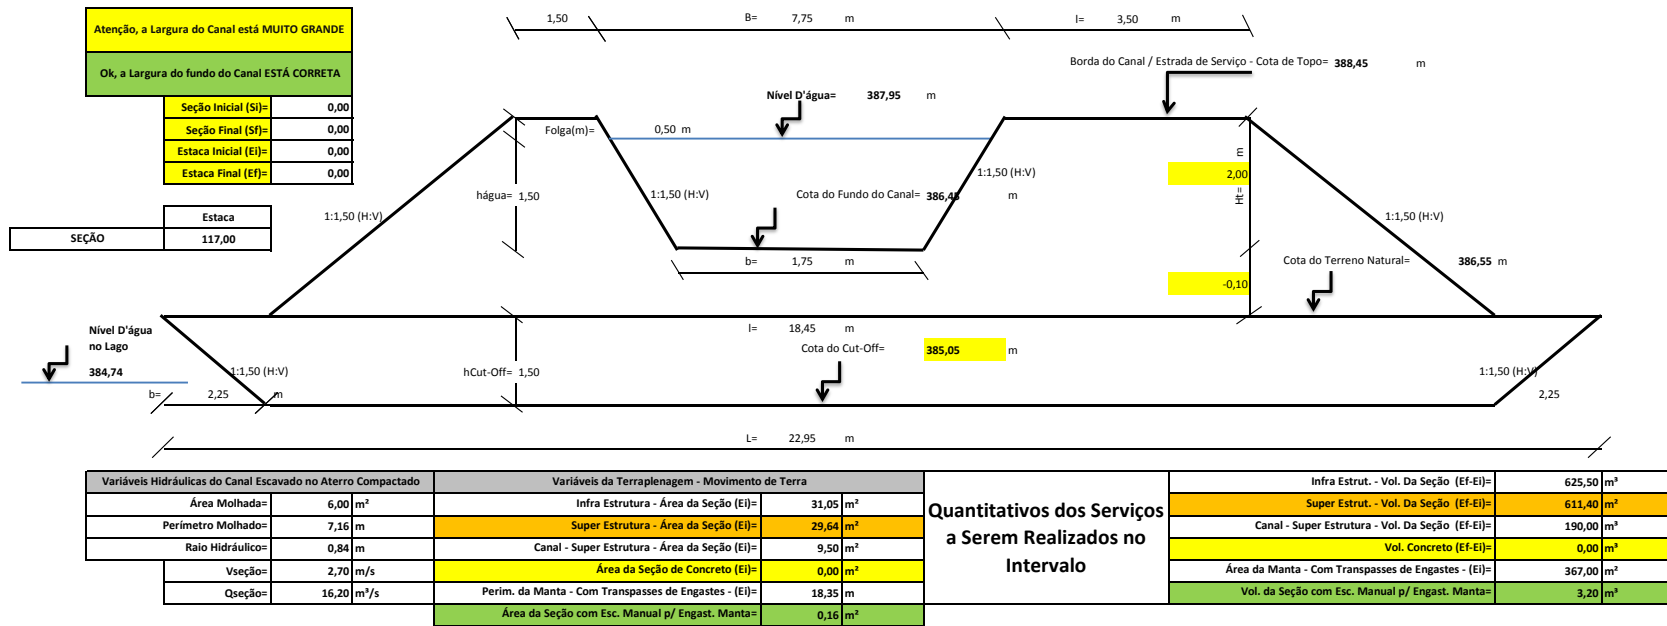 1,50
B= 7,75 m
l= 3,50 m
Atenção, a Largura do Canal está MUITO GRANDE
Ok, a Largura do fundo do Canal ESTÁ CORRETA
Borda do Canal / Estrada de Serviço - Cota de Topo= 388,45 m
Nível D'água= 387,95 m
Seção Inicial (Si)= 0,00
Seção Final (Sf)= 0,00
Estaca Inicial (Ei)= 0,00
Estaca Final (Ef)= 0,00
Folga(m)= 0,50 m
hágua= 1,50
1:1,50 (H:V)
Cota do Fundo do Canal= 386,45 m
1:1,50 (H:V)
2,00
Ht= m
1:1,50 (H:V)
1:1,50 (H:V)
Estaca
SEÇÃO 117,00
b= 1,75 m
Cota do Terreno Natural= 386,55 m
-0,10
Nível D'água
no Lago
384,74
l= 18,45 m
Cota do Cut-Off= 385,05 m
1:1,50 (H:V)
hCut-Off= 1,50
1:1,50 (H:V)
b= 2,25 m
2,25
L= 22,95 m
Variáveis Hidráulicas do Canal Escavado no Aterro Compactado
Área Molhada= 6,00 m²
Perímetro Molhado= 7,16 m
Raio Hidráulico= 0,84 m
Vseção= 2,70 m/s
Qseção= 16,20 m³/s
Variáveis da Terraplenagem - Movimento de Terra
Infra Estrutura - Área da Seção (Ei)= 31,05 m²
Super Estrutura - Área da Seção (Ei)= 29,64 m²
Canal - Super Estrutura - Área da Seção (Ei)= 9,50 m²
Área da Seção de Concreto (Ei)= 0,00 m²
Perim. da Manta - Com Transpasses de Engastes - (Ei)= 18,35 m
Área da Seção com Esc. Manual p/ Engast. Manta= 0,16 m²
Quantitativos dos Serviços
a Serem Realizados no
Intervalo
Infra Estrut. - Vol. Da Seção (Ef-Ei)= 625,50 m³
Super Estrut. - Vol. Da Seção (Ef-Ei)= 611,40 m²
Canal - Super Estrutura - Vol. Da Seção (Ef-Ei)= 190,00 m³
Vol. Concreto (Ef-Ei)= 0,00 m³
Área da Manta - Com Transpasses de Engastes - (Ei)= 367,00 m²
Vol. da Seção com Esc. Manual p/ Engast. Manta= 3,20 m³